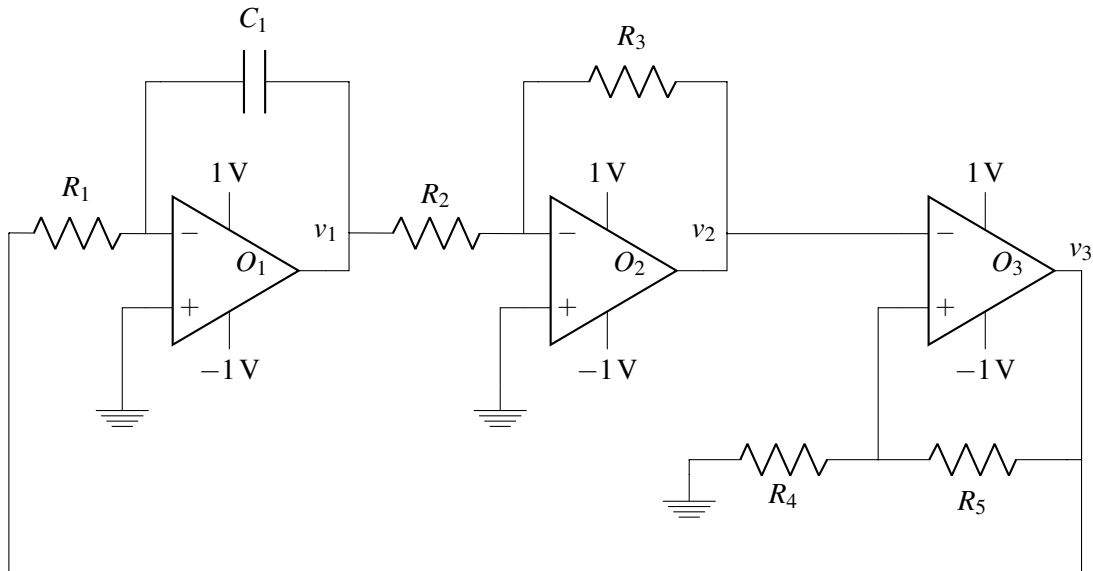 C₁
R₃
1 V
1 V
1 V
R₁
R₂
v₁
v₂
v₃
−
−
−
O₁
O₂
O₃
+
+
+
−1 V
−1 V
−1 V
R₄
R₅